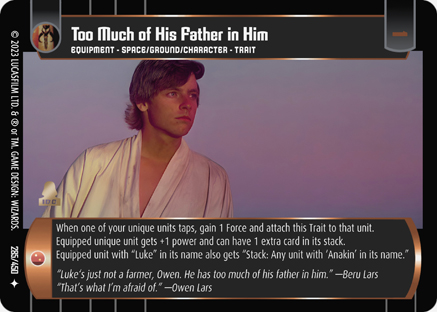 Too Much of His Father in Him
EQUIPMENT - SPACE/GROUND/CHARACTER - TRAIT
When one of your unique units taps, gain 1 Force and attach this Trait to that unit.
Equipped unique unit gets +1 power and can have 1 extra card in its stack.
Equipped unit with “Luke” in its name also gets “Stack: Any unit with ‘Anakin’ in its name.”
“Luke’s just not a farmer, Owen. He has too much of his father in him.” —Beru Lars
“That’s what I’m afraid of.” —Owen Lars
© 2023 LUCASFILM LTD. & ® OR TM. GAME DESIGN: WIZARDS.